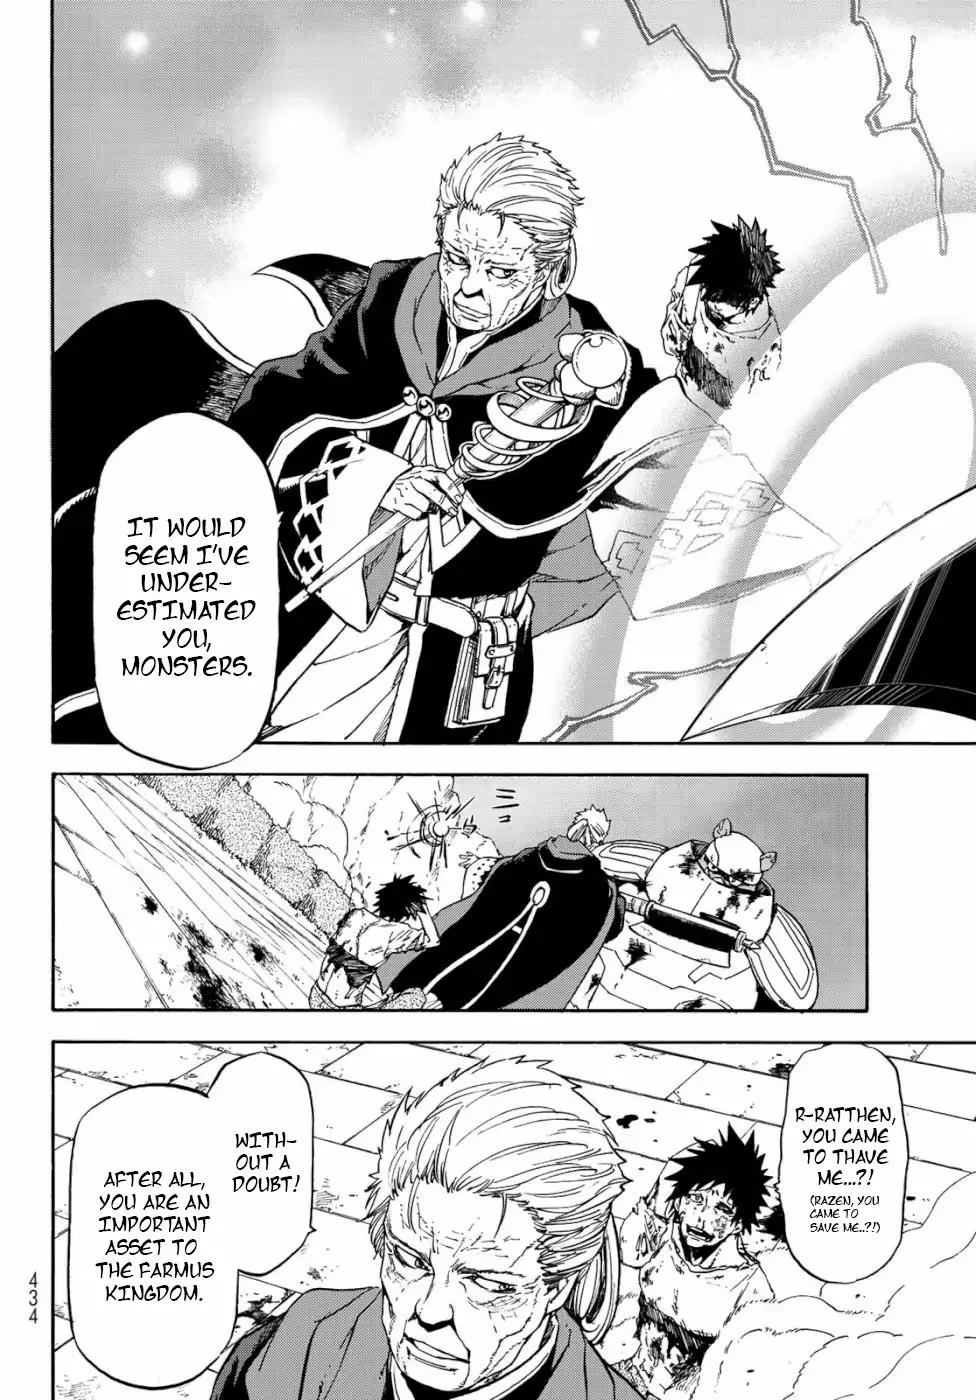 IT WOULD
SEEM I'VE
UNDER-
ESTIMATED
YOU,
MONSTERS.
R-RATTHEN,
YOU CAME
TO THAVE
ME...?!
(RAZEN, YOU
CAME TO
SAVE ME..?!)
WITH-
OUT A
DOUBT!
AFTER ALL,
YOU ARE AN
IMPORTANT
ASSET TO
THE FARMUS
KINGDOM.
434